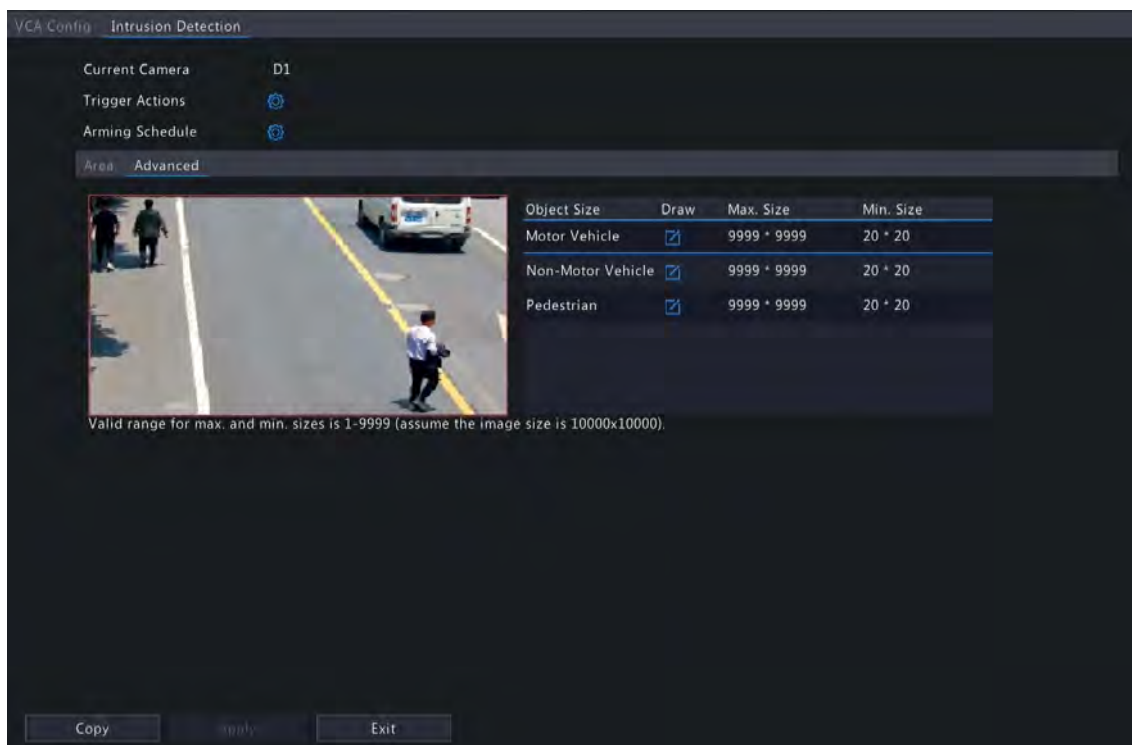 VCA Config Intrusion Detection
Current Camera D1
Trigger Actions
Arming Schedule
Area Advanced
Object Size Draw Max. Size Min. Size
Motor Vehicle 9999 * 9999 20 * 20
Non-Motor Vehicle 9999 * 9999 20 * 20
Pedestrian 9999 * 9999 20 * 20
Valid range for max. and min. sizes is 1-9999 (assume the image size is 10000x10000).
Copy Apply Exit